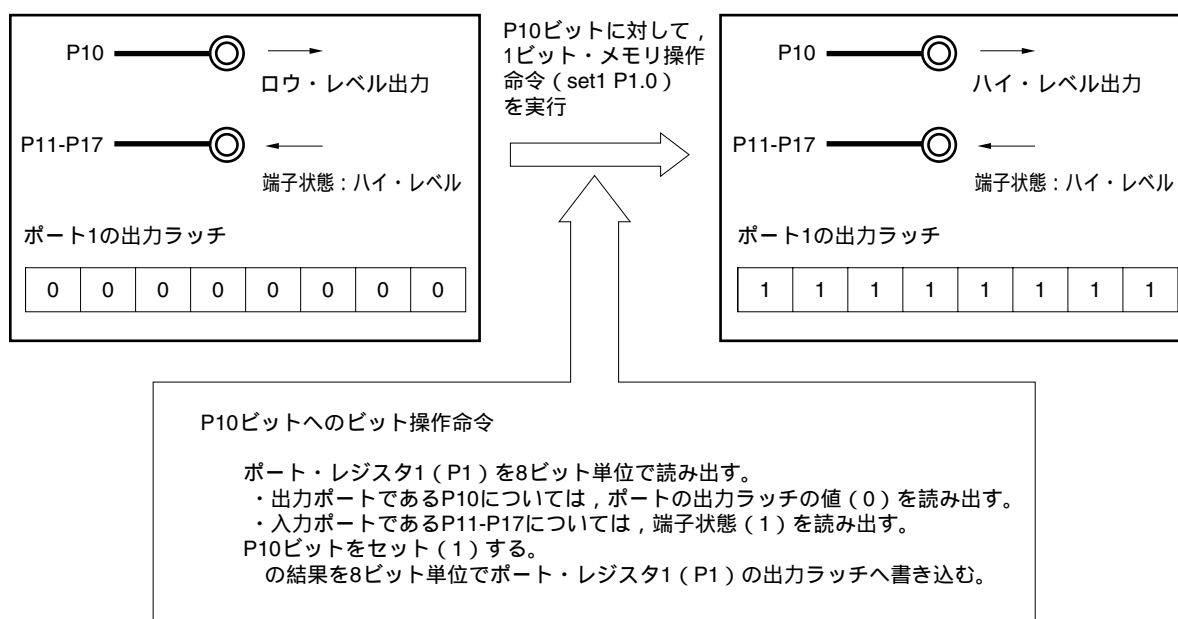 P10
ロウ・レベル出力
P11-P17
端子状態：ハイ・レベル
ポート1の出力ラッチ
0 0 0 0 0 0 0 0
P10ビットに対して，
1ビット・メモリ操作
命令（set1 P1.0）
を実行
P10
ハイ・レベル出力
P11-P17
端子状態：ハイ・レベル
ポート1の出力ラッチ
1 1 1 1 1 1 1 1
P10ビットへのビット操作命令
ポート・レジスタ1（P1）を8ビット単位で読み出す。
・出力ポートであるP10については，ポートの出力ラッチの値（0）を読み出す。
・入力ポートであるP11-P17については，端子状態（1）を読み出す。
P10ビットをセット（1）する。
の結果を8ビット単位でポート・レジスタ1（P1）の出力ラッチへ書き込む。